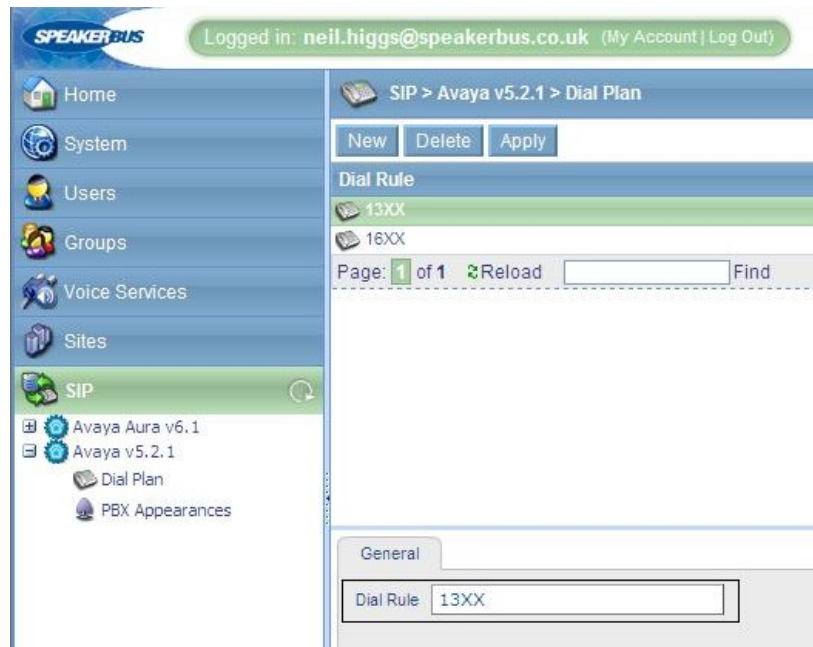 SPEAKERBUS
Logged in: neil.higgs@speakerbus.co.uk (My Account | Log Out)
Home
System
Users
Groups
Voice Services
Sites
SIP
Avaya Aura v6.1
Avaya v5.2.1
Dial Plan
PBX Appearances
SIP > Avaya v5.2.1 > Dial Plan
New Delete Apply
Dial Rule
13XX
16XX
Page: 1 of 1 Reload Find
General
Dial Rule 13XX